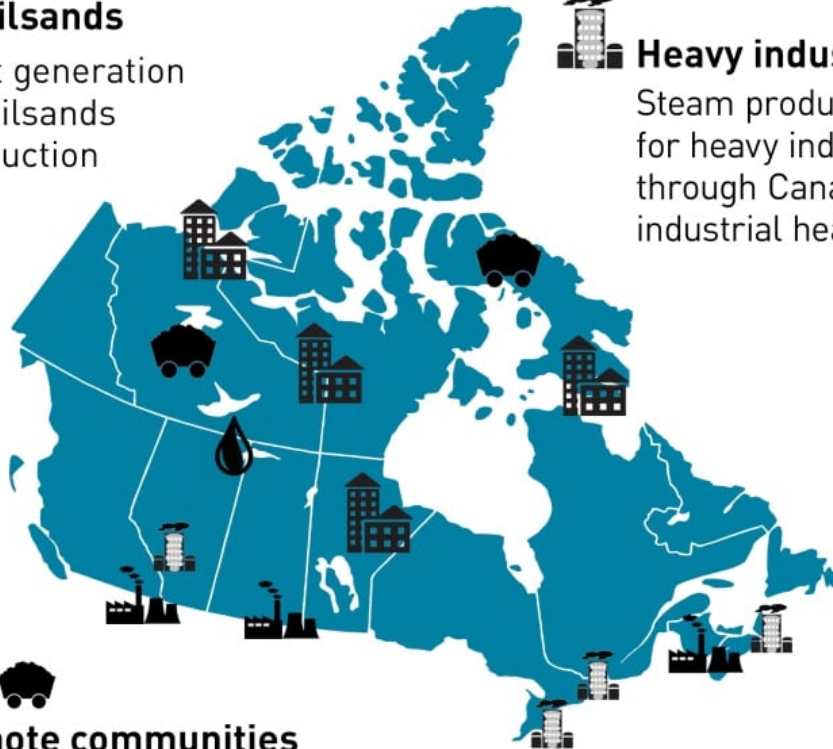 ilsands
generation
ilsands
uction
Heavy indus
Steam produ
for heavy ind
through Cana
industrial hea
ote communities